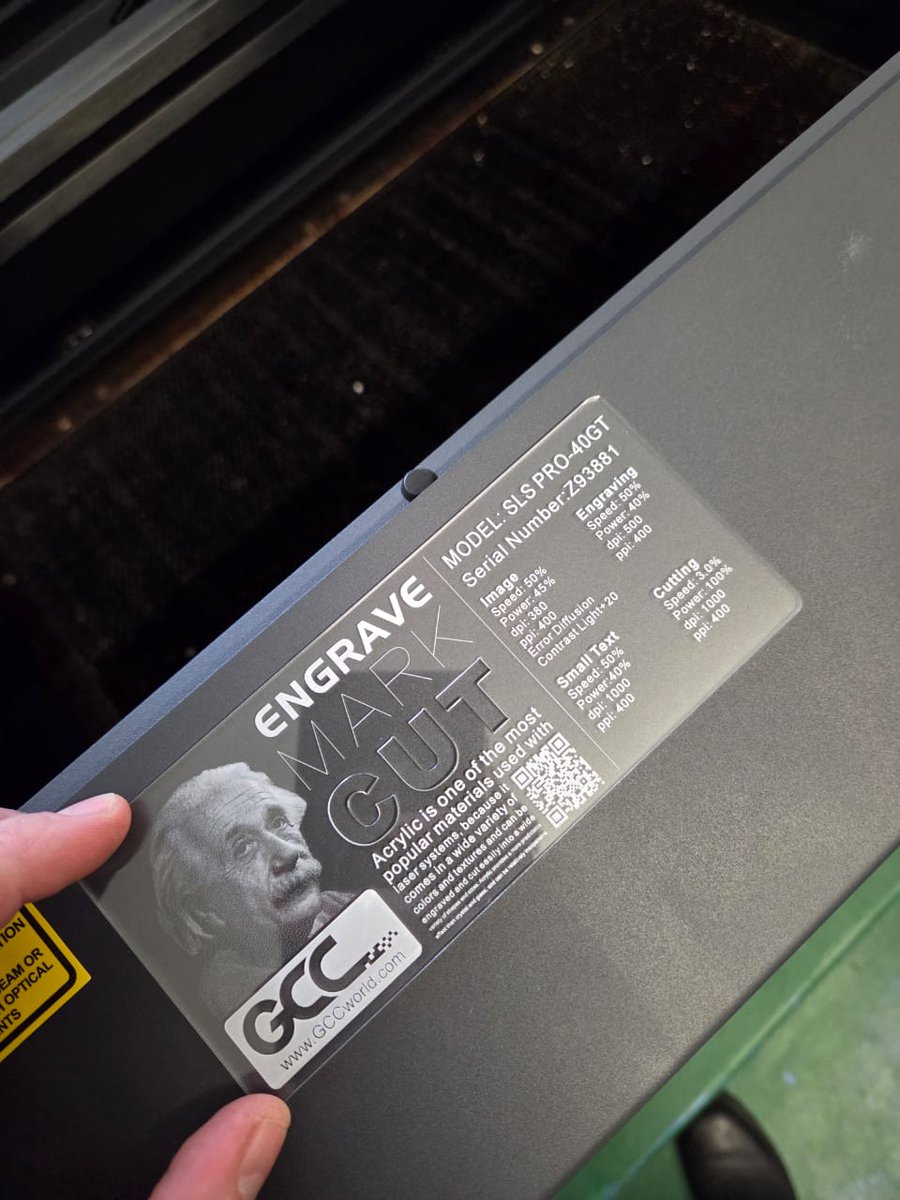 ENGRAVE
MARK
CUT
Acrylic is one of the most
popular materials used with
laser systems, because it
comes in a wide variety of
colors and textures and can be
engraved and cut easily into a wide
GCC
www.GCCworld.com
MODEL: SLS PRO-40GT
Serial Number:Z93881
Image
Speed: 50%
Power: 45%
dpi: 380
ppi: 400
Error Diffusion
Contrast Light+20
Engraving
Speed: 50%
Power: 40%
dpi: 500
ppi: 400
Small Text
Speed: 50%
Power:40%
dpi: 1000
ppi: 400
Cutting
Speed: 3.0%
Power: 100%
dpi: 1000
ppi: 400
BEAM OR
OPTICAL